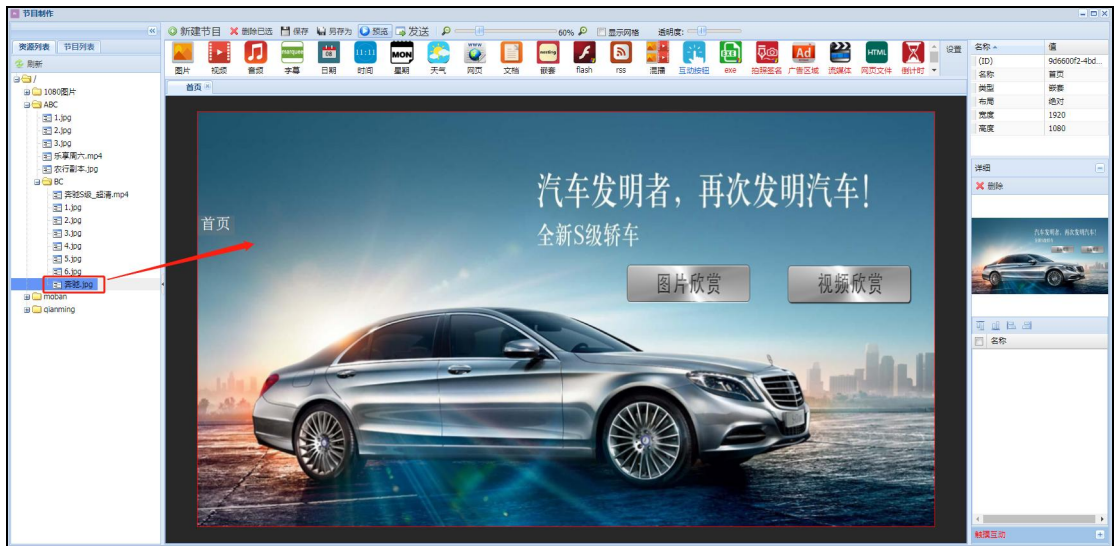 节目制作
资源列表 节目列表
刷新
/
1080图片
ABC
1.jpg
2.jpg
3.jpg
乐享周六.mp4
农行副本.jpg
BC
奔驰S级_超清.mp4
1.jpg
2.jpg
3.jpg
4.jpg
5.jpg
6.jpg
奔驰.jpg
moban
qianming
新建节目 删除已选 保存 另存为 预览 发送 60% 显示网格 透明度:
图片 视频 音频 字幕 日期 时间 星期 天气 网页 文档 嵌套 flash rss 混播 互动按钮 exe 拍照签名 广告区域 流媒体 网页文件 倒计时 设置
首页
首页
汽车发明者，再次发明汽车！
全新S级轿车
图片欣赏 视频欣赏
名称 值
(ID) 9d6600f2-4bd...
名称 首页
类型 嵌套
布局 绝对
宽度 1920
高度 1080
详细
删除
名称
触摸互动